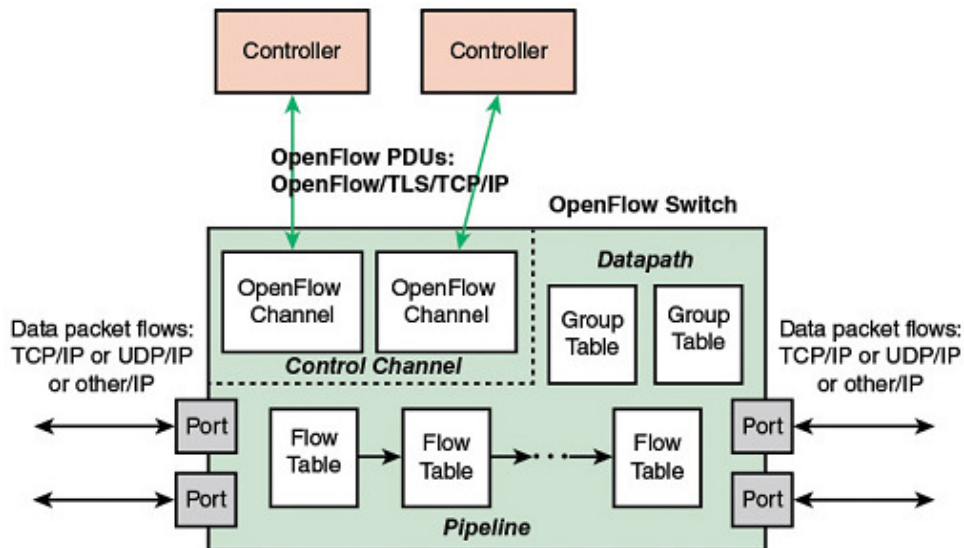 Controller
Controller
OpenFlow PDUs:
OpenFlow/TLS/TCP/IP
OpenFlow Switch
OpenFlow
Channel
OpenFlow
Channel
Control Channel
Datapath
Group
Table
Group
Table
Data packet flows:
TCP/IP or UDP/IP
or other/IP
Data packet flows:
TCP/IP or UDP/IP
or other/IP
Port
Port
Flow
Table
Flow
Table
...
Flow
Table
Port
Port
Pipeline